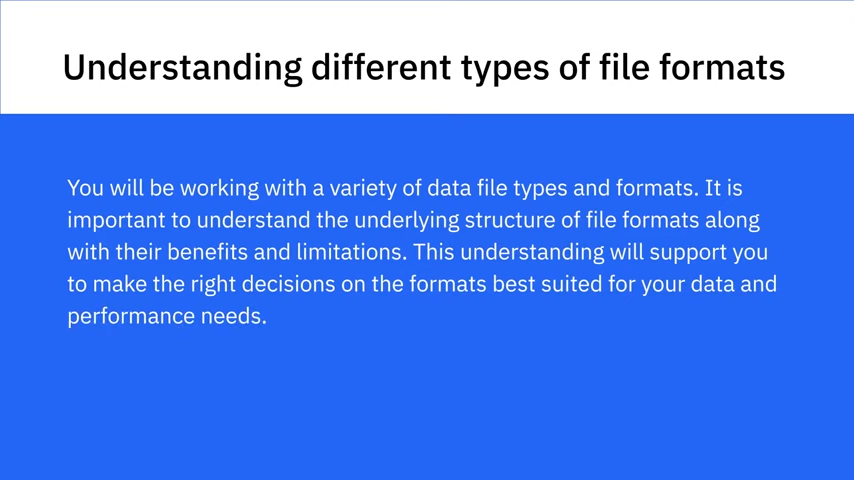 Understanding different types of file formats
You will be working with a variety of data file types and formats. It is
important to understand the underlying structure of file formats along
with their benefits and limitations. This understanding will support you
to make the right decisions on the formats best suited for your data and
performance needs.